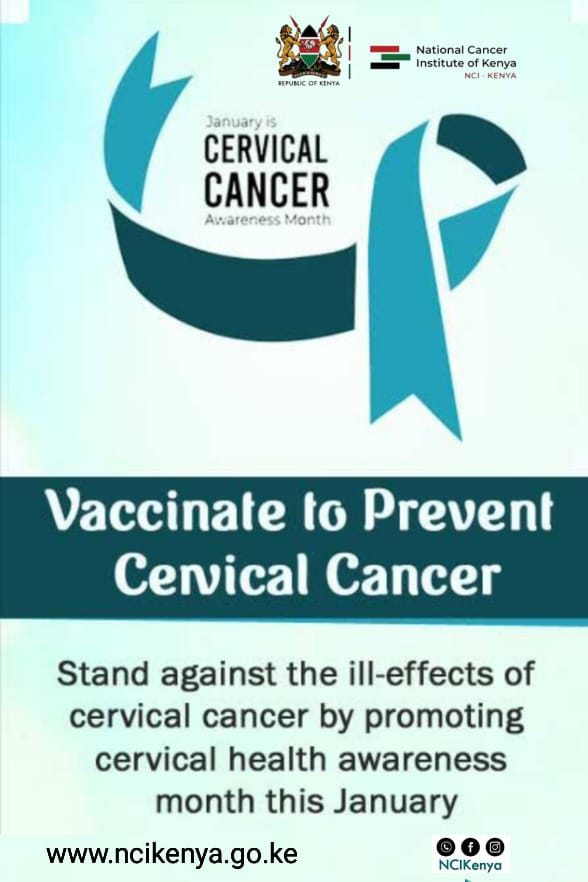 REPUBLIC OF KENYA
National Cancer
Institute of Kenya
NCI - KENYA
January is
CERVICAL
CANCER
Awareness Month
Vaccinate to Prevent
Cervical Cancer
Stand against the ill-effects of
cervical cancer by promoting
cervical health awareness
month this January
www.ncikenya.go.ke
NCIKenya